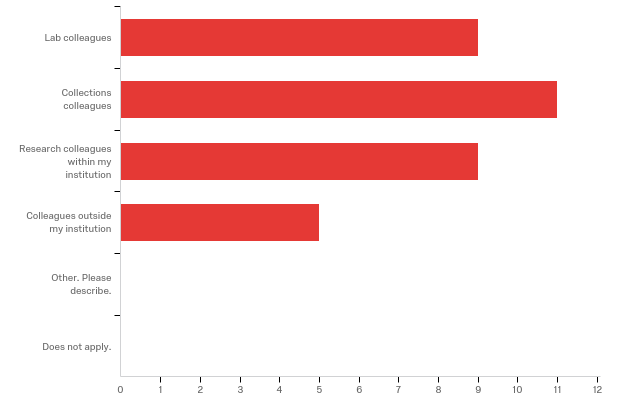 Lab colleagues
Collections
colleagues
Research colleagues
within my
institution
Colleagues outside
my institution
Other. Please
describe.
Does not apply.
0 1 2 3 4 5 6 7 8 9 10 11 12